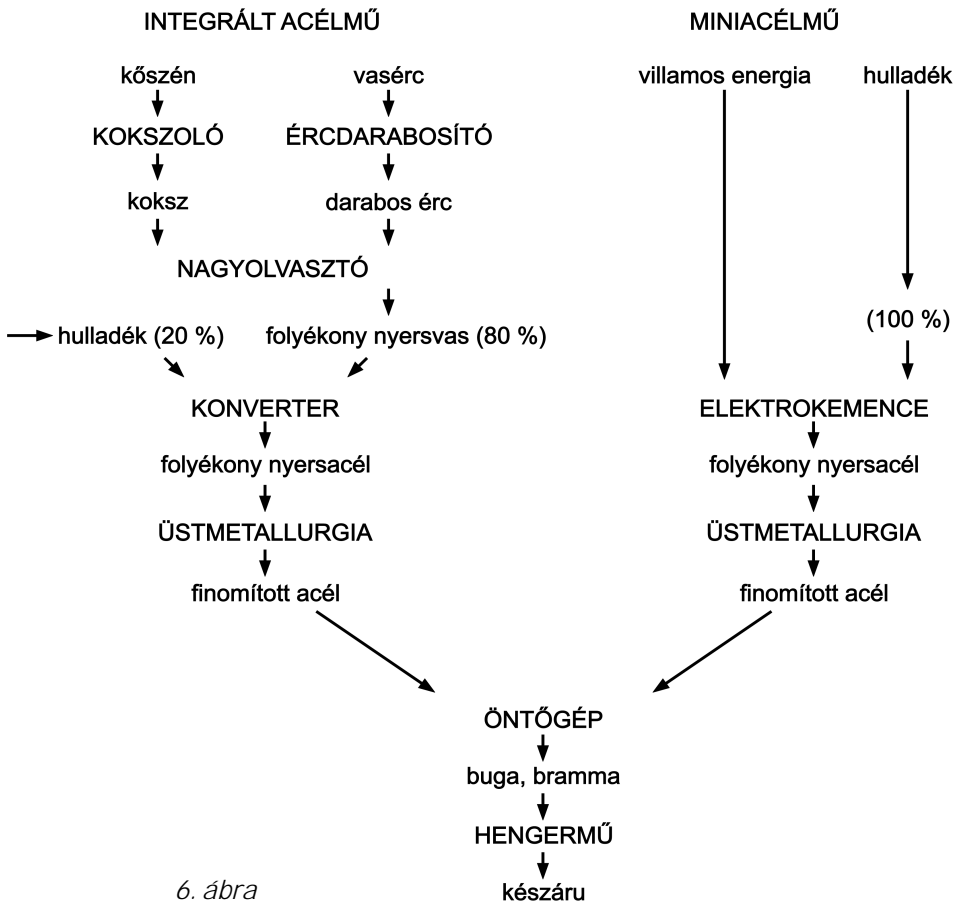 INTEGRÁLT ACÉLMŰ MINIACÉLMŰ
kőszén vasérc villamos energia hulladék
KOKSZOLÓ ÉRCDARABOSÍTÓ
koksz darabos érc
NAGYOLVASZTÓ
hulladék (20 %) folyékony nyersvas (80 %) (100 %)
KONVERTER ELEKTROKEMENCE
folyékony nyersacél folyékony nyersacél
ÜSTMETALLURGIA ÜSTMETALLURGIA
finomított acél finomított acél
ÖNTŐGÉP
buga, bramma
HENGERMŰ
6. ábra készáru